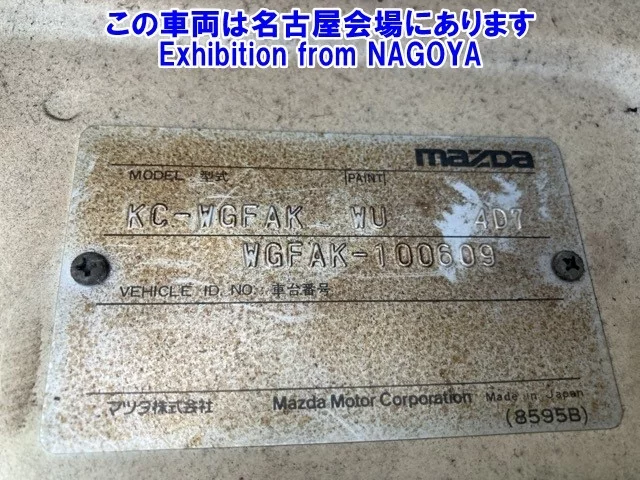 この車両は名古屋会場にあります
Exhibition from NAGOYA
mazda
MODEL 型式 PAINT
KC-WGFAK WU AD7
WGFAK-100609
VEHICLE ID. NO. 車台番号
マツダ株式会社 Mazda Motor Corporation Made in Japan
(8595B)